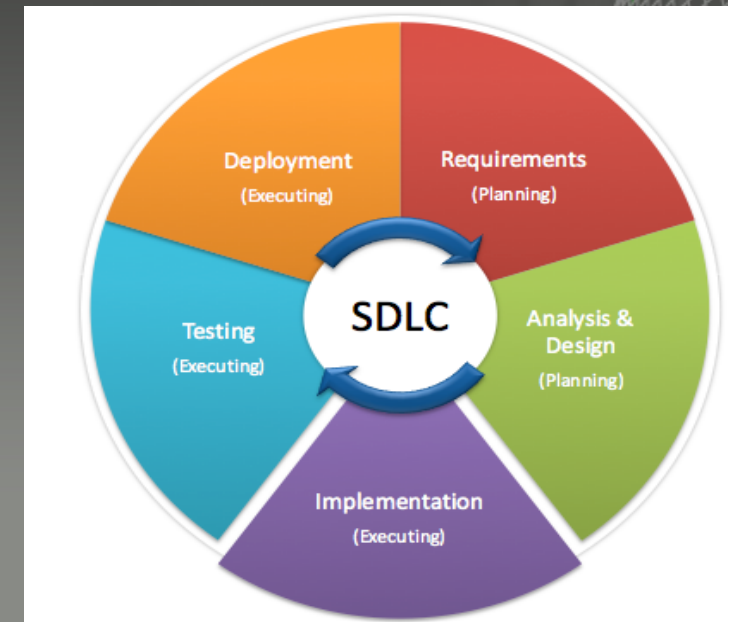 Deployment
(Executing)
Requirements
(Planning)
SDLC
Analysis &
Design
(Planning)
Testing
(Executing)
Implementation
(Executing)